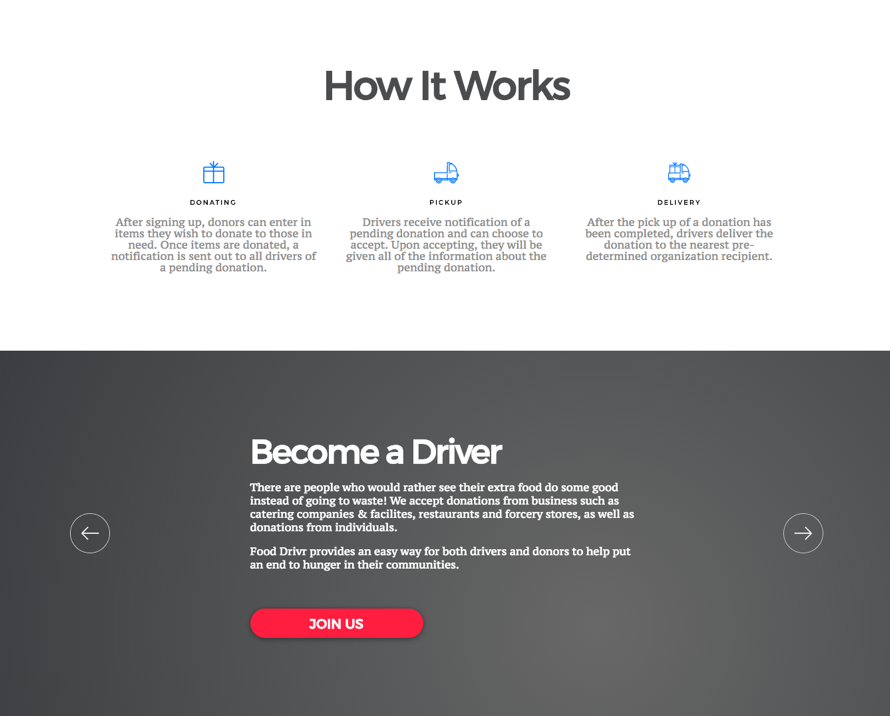 How It Works
DONATING
After signing up, donors can enter in
items they wish to donate to those in
need. Once items are donated, a
notification is sent out to all drivers of
a pending donation.
PICKUP
Drivers receive notification of a
pending donation and can choose to
accept. Upon accepting, they will be
given all of the information about the
pending donation.
DELIVERY
After the pick up of a donation has
been completed, drivers deliver the
donation to the nearest pre-
determined organization recipient.
Become a Driver
There are people who would rather see their extra food do some good
instead of going to waste! We accept donations from business such as
catering companies & facilites, restaurants and forcery stores, as well as
donations from individuals.
Food Drivr provides an easy way for both drivers and donors to help put
an end to hunger in their communities.
JOIN US